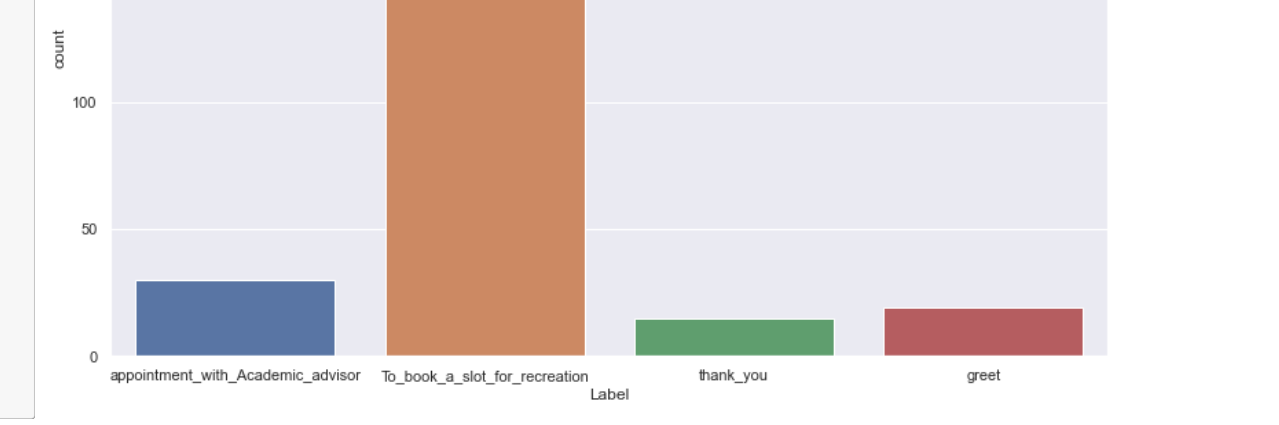 count
100
50
0
appointment_with_Academic_advisor To_book_a_slot_for_recreation thank_you greet
Label